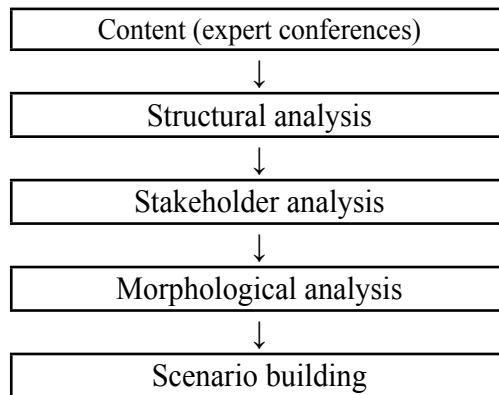 Content (expert conferences)
↓
Structural analysis
↓
Stakeholder analysis
↓
Morphological analysis
↓
Scenario building